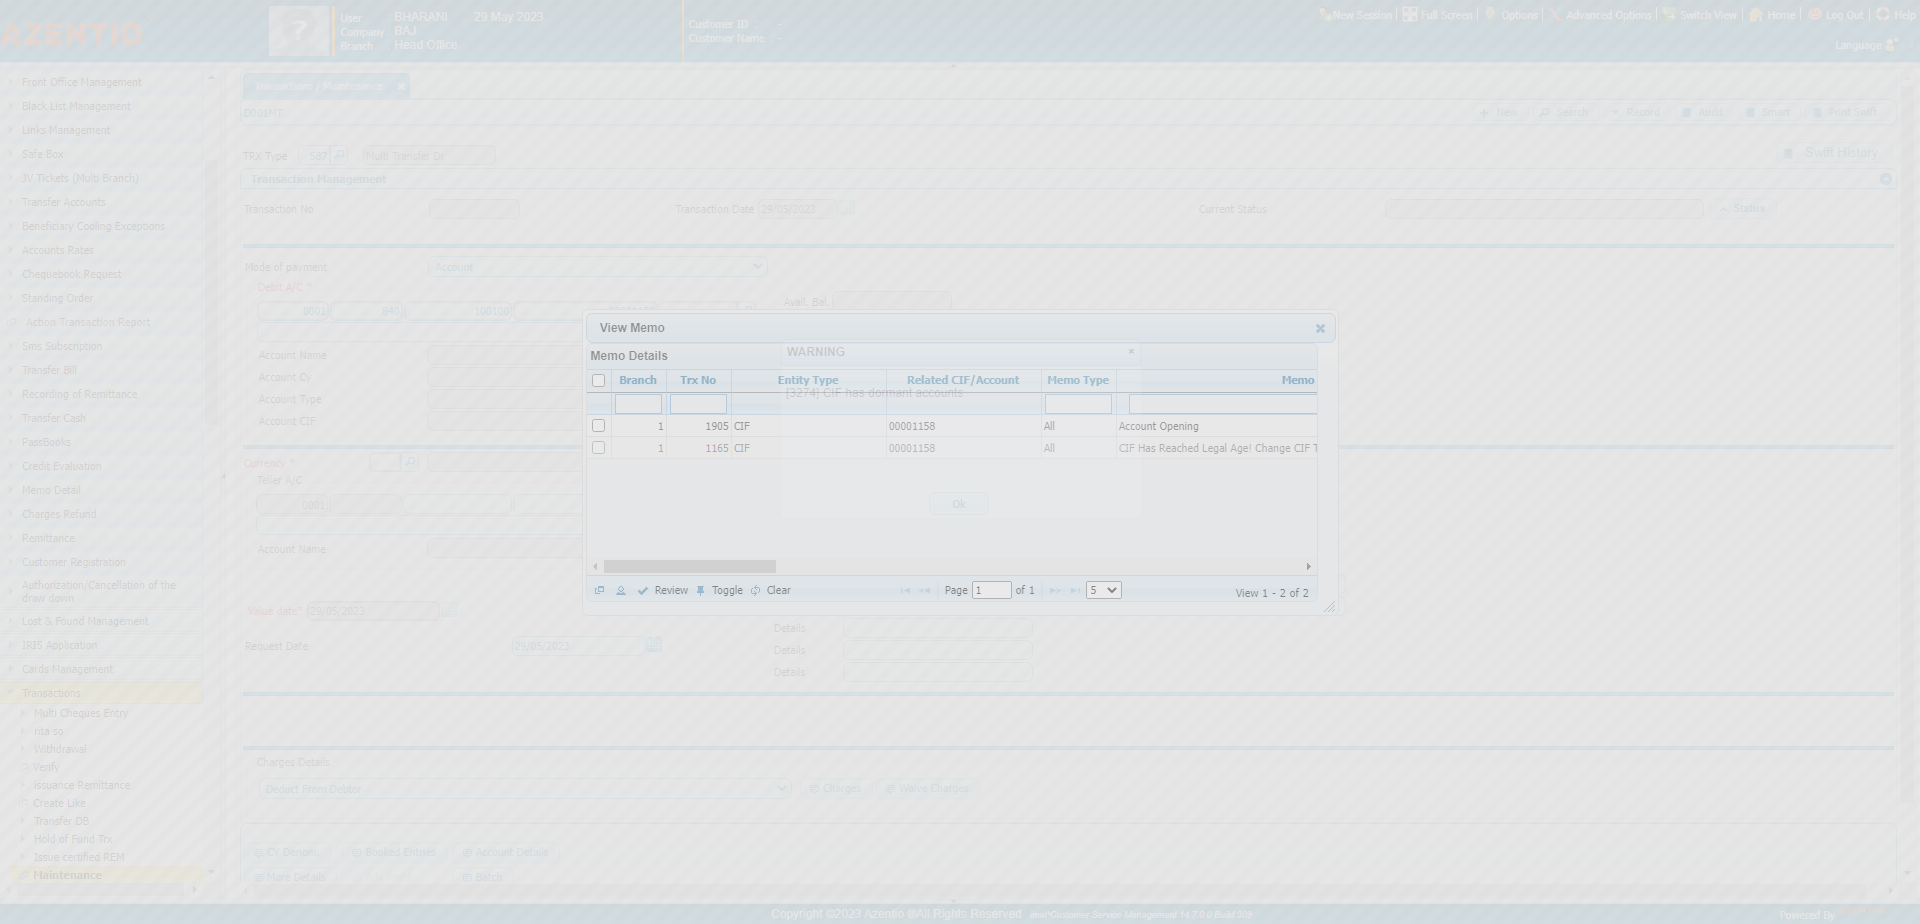 AZENTIO
User BHARANI 29 May 2023
Company BAJ
Branch Head Office
Customer ID -
Customer Name -
New Session Full Screen Options Advanced Options Switch View Home Log Out Help
Language
Front Office Management
Black List Management
Links Management
Safe Box
JV Tickets (Multi Branch)
Transfer Accounts
Beneficiary Cooling Exceptions
Accounts Rates
Chequebook Request
Standing Order
Action Transaction Report
Sms Subscription
Transfer Bill
Recording of Remittance
Transfer Cash
PassBooks
Credit Evaluation
Memo Detail
Charges Refund
Remittance
Customer Registration
Authorization/Cancellation of the
draw down
Lost & Found Management
IRIS Application
Cards Management
Transactions
Multi Cheques Entry
rita so
Withdrawal
Verify
issuance Remittance
Create Like
Transfer DB
Hold of Fund Trx
Issue certified REM
Maintenance
Transactions / Maintenance
D001MT
New Search Record Audit Smart Print Swift
TRX Type 587 Multi Transfer Dr
Swift History
Transaction Management
Transaction No
Transaction Date 29/05/2023
Current Status
Status
Mode of payment Account
Debit A/C *
0001 840 100100
Avail. Bal.
Account Name
Account Cy
Account Type
Account CIF
Currency *
Teller A/C
0001
Account Name
Value date* 29/05/2023
Request Date 29/05/2023
Details
Details
Details
View Memo
Memo Details
WARNING
[3274] CIF has dormant accounts
Ok
Branch Trx No Entity Type Related CIF/Account Memo Type Memo
1 1905 CIF 00001158 All Account Opening
1 1165 CIF 00001158 All CIF Has Reached Legal Age! Change CIF T
Review Toggle Clear
Page 1 of 1 5
View 1 - 2 of 2
Charges Details
Deduct From Debtor
Charges Waive Charges
CY Denom. Booked Entries Account Details
More Details Batch
Copyright ©2023 Azentio ®All Rights Reserved
Powered By